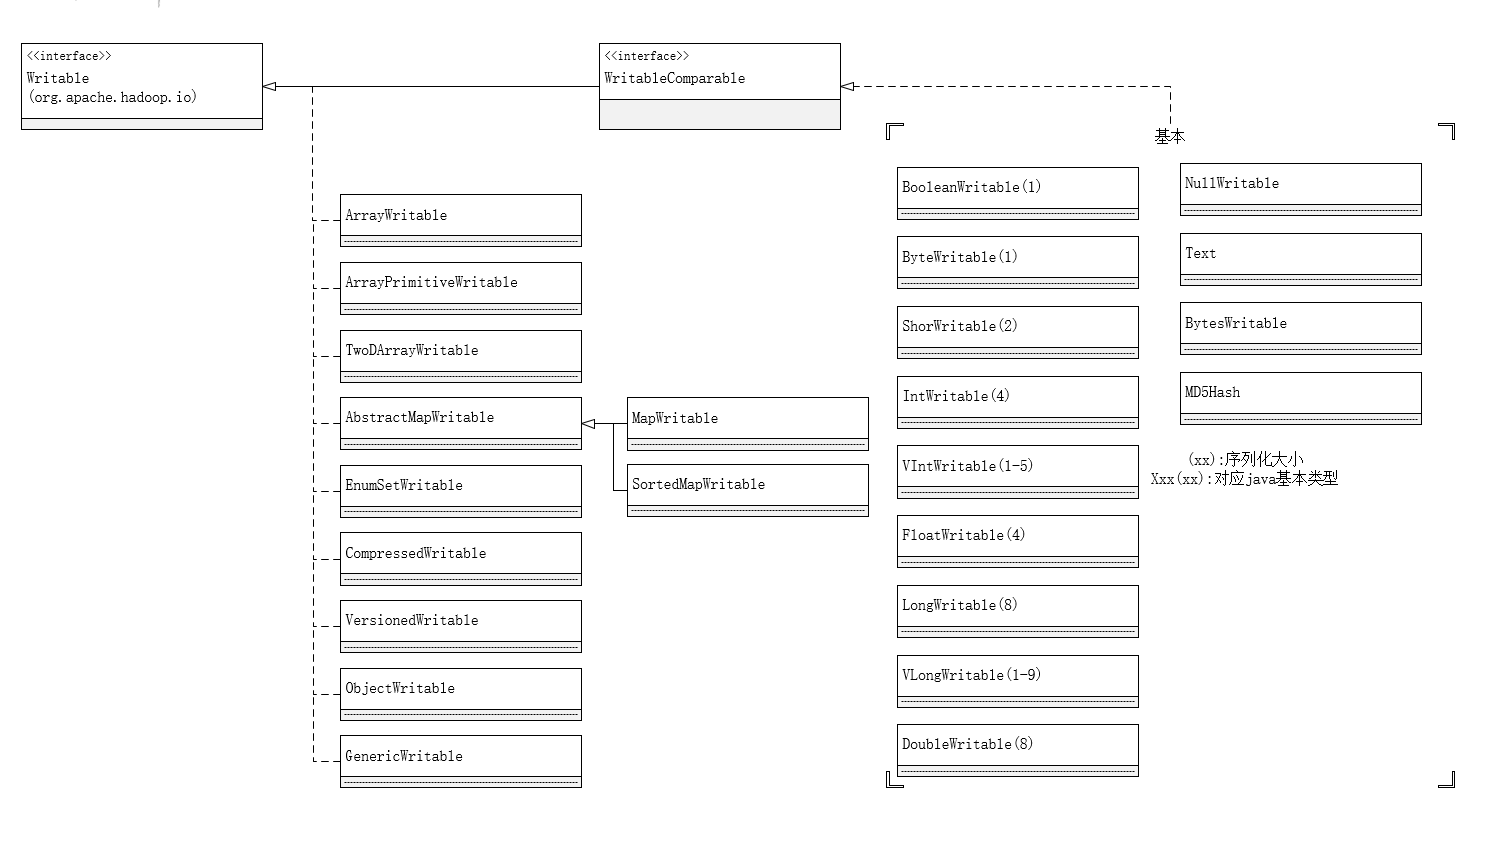 <<interface>>
Writable
(org.apache.hadoop.io)
<<interface>>
WritableComparable
基本
ArrayWritable
ArrayPrimitiveWritable
TwoDArrayWritable
AbstractMapWritable
EnumSetWritable
CompressedWritable
VersionedWritable
ObjectWritable
GenericWritable
MapWritable
SortedMapWritable
BooleanWritable(1)
ByteWritable(1)
ShorWritable(2)
IntWritable(4)
VIntWritable(1-5)
FloatWritable(4)
LongWritable(8)
VLongWritable(1-9)
DoubleWritable(8)
NullWritable
Text
BytesWritable
MD5Hash
(xx):序列化大小
Xxx(xx):对应java基本类型